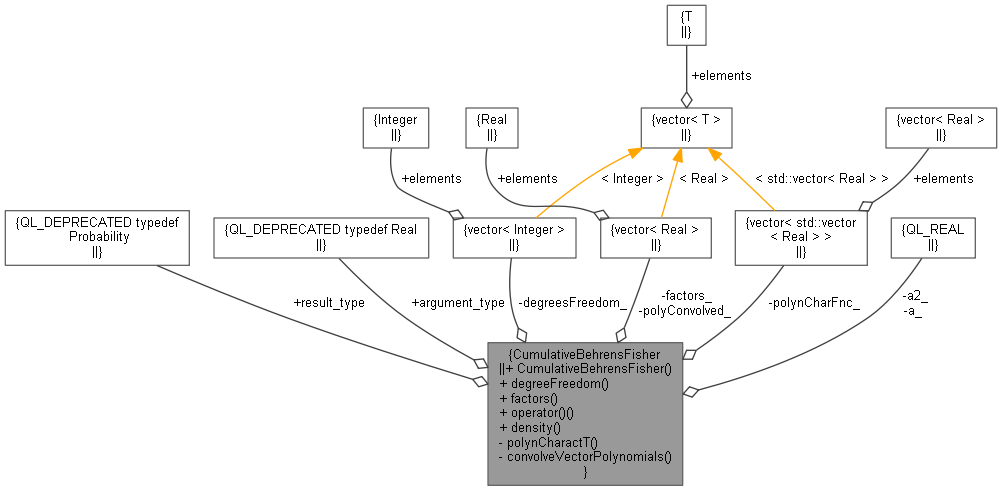 {T
||}
+elements
{Integer
||}
{Real
||}
{vector< T >
||}
{vector< Real >
||}
+elements
+elements
< Integer >
< Real >
< std::vector< Real > >
+elements
{QL_DEPRECATED typedef
Probability
||}
{QL_DEPRECATED typedef Real
||}
{vector< Integer >
||}
{vector< Real >
||}
{vector< std::vector
< Real > >
||}
{QL_REAL
||}
+result_type
+argument_type
-degreesFreedom_
-factors_
-polyConvolved_
-polynCharFnc_
-a2_
-a_
{CumulativeBehrensFisher
||+ CumulativeBehrensFisher()
+ degreeFreedom()
+ factors()
+ operator()()
+ density()
- polynCharactT()
- convolveVectorPolynomials()
}